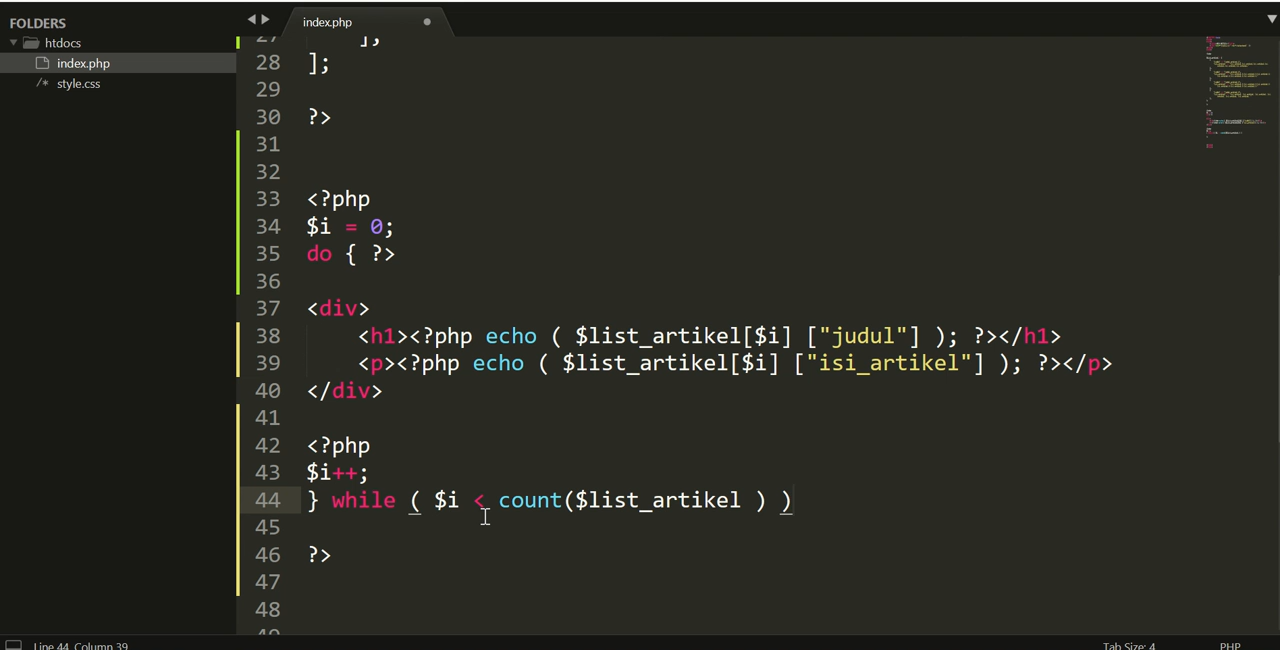 FOLDERS
htdocs
index.php
style.css
index.php
27 ],
28 ];
29
30 ?>
31
32
33 <?php
34 $i = 0;
35 do { ?>
36
37 <div>
38 <h1><?php echo ( $list_artikel[$i] ["judul"] ); ?></h1>
39 <p><?php echo ( $list_artikel[$i] ["isi_artikel"] ); ?></p>
40 </div>
41
42 <?php
43 $i++;
44 } while ( $i < count($list_artikel ) )
45
46 ?>
47
48
49
Line 44, Column 39
Tab Size: 4
PHP